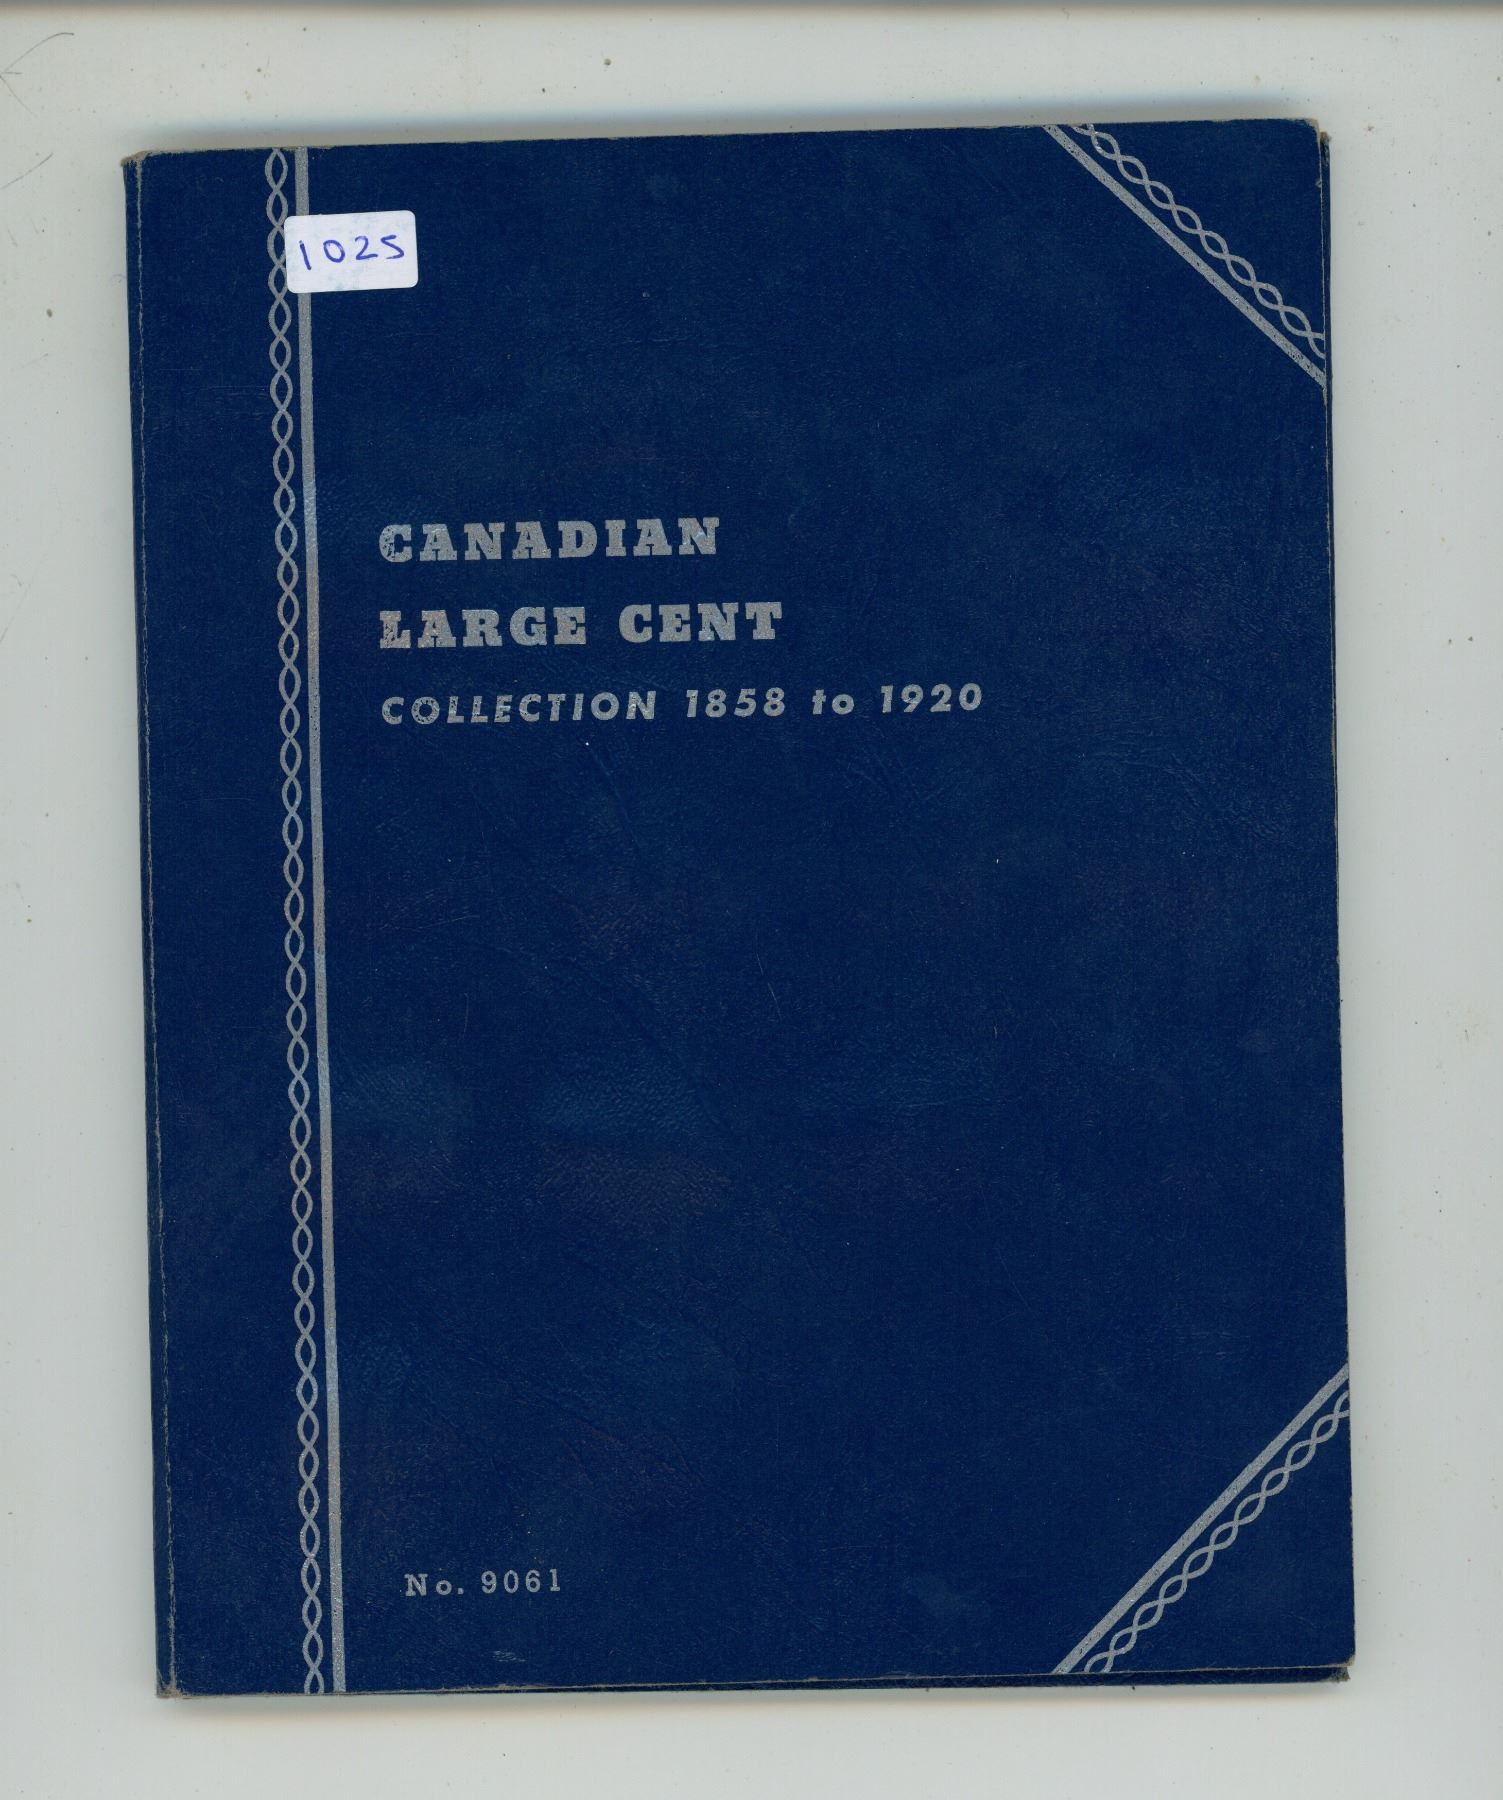 1025
CANADIAN
LARGE CENT
COLLECTION 1858 to 1920
No. 9061